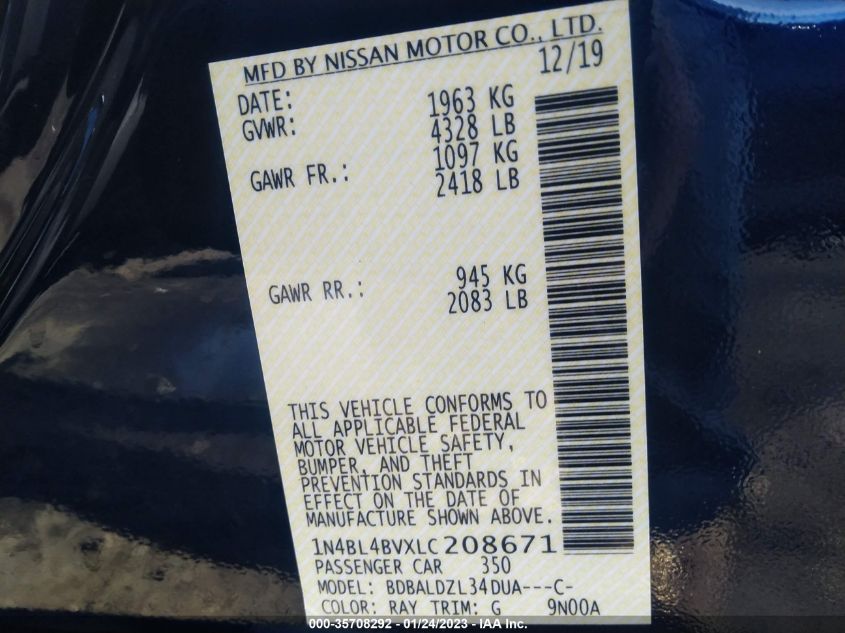 MFD BY NISSAN MOTOR CO., LTD.
DATE: 12/19
GVWR: 1963 KG
4328 LB
GAWR FR.: 1097 KG
2418 LB
GAWR RR.: 945 KG
2083 LB
THIS VEHICLE CONFORMS TO
ALL APPLICABLE FEDERAL
MOTOR VEHICLE SAFETY,
BUMPER, AND THEFT
PREVENTION STANDARDS IN
EFFECT ON THE DATE OF
MANUFACTURE SHOWN ABOVE.
1N4BL4BVXLC208671
PASSENGER CAR 350
MODEL: BDBALDZL34DUA---C-
COLOR: RAY TRIM: G 9N00A
000-35708292 - 01/24/2023 - IAA Inc.